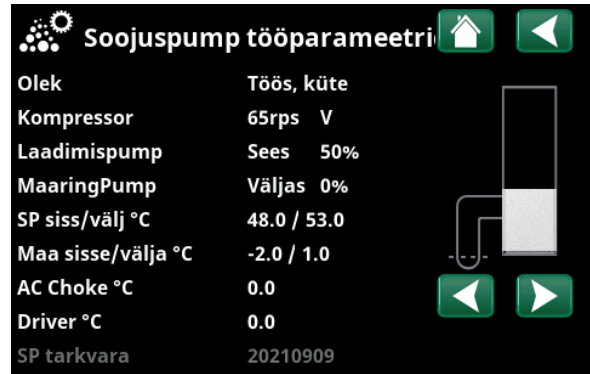 Soojuspump tööparameetri
Olek Töös, küte
Kompressor 65rps V
Laadimispump Sees 50%
MaaringPump Väljas 0%
SP siss/välj °C 48.0 / 53.0
Maa sisse/välja °C -2.0 / 1.0
AC Choke °C 0.0
Driver °C 0.0
SP tarkvara 20210909